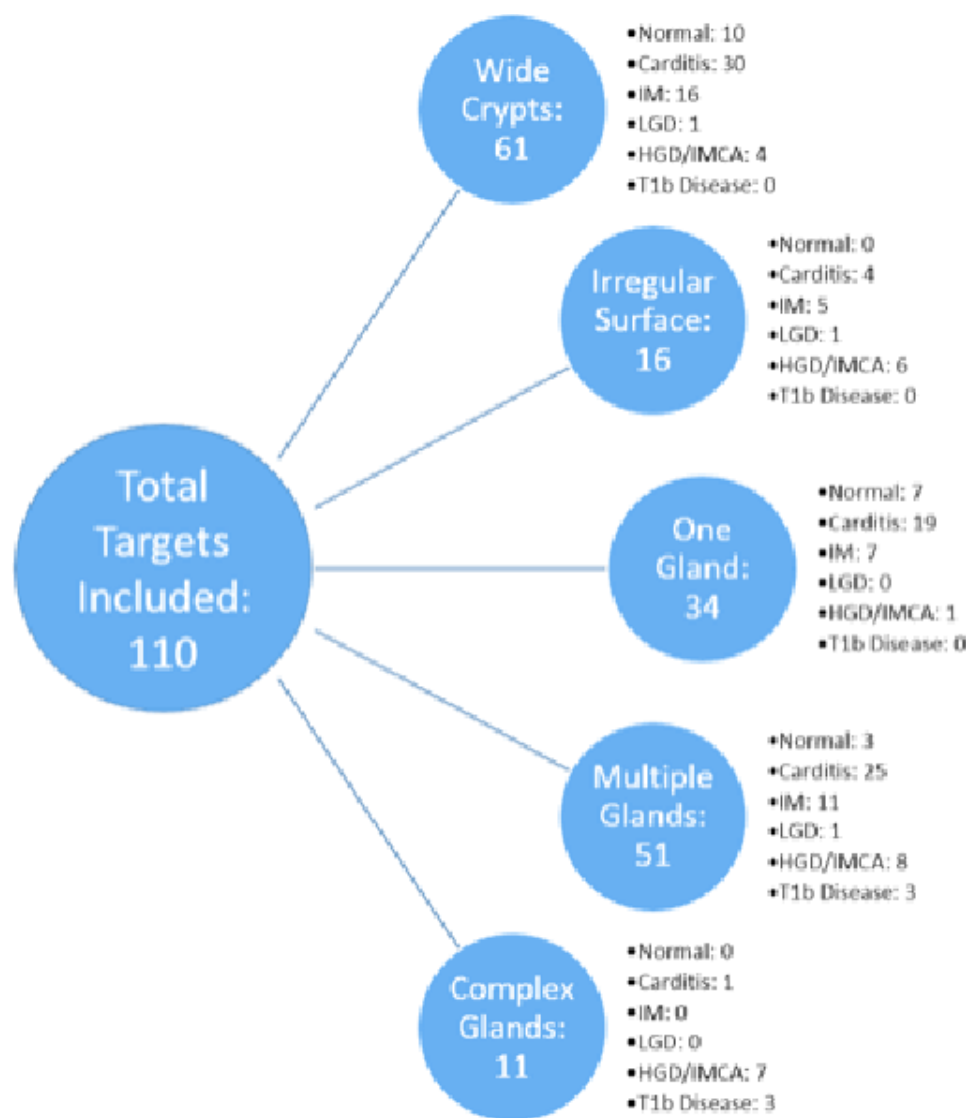 Wide
Crypts:
61
•Normal: 10
•Carditis: 30
•IM: 16
•LGD: 1
•HGD/IMCA: 4
•T1b Disease: 0
Irregular
Surface:
16
•Normal: 0
•Carditis: 4
•IM: 5
•LGD: 1
•HGD/IMCA: 6
•T1b Disease: 0
Total
Targets
Included:
110
One
Gland:
34
•Normal: 7
•Carditis: 19
•IM: 7
•LGD: 0
•HGD/IMCA: 1
•T1b Disease: 0
Multiple
Glands:
51
•Normal: 3
•Carditis: 25
•IM: 11
•LGD: 1
•HGD/IMCA: 8
•T1b Disease: 3
Complex
Glands:
11
•Normal: 0
•Carditis: 1
•IM: 0
•LGD: 0
•HGD/IMCA: 7
•T1b Disease: 3